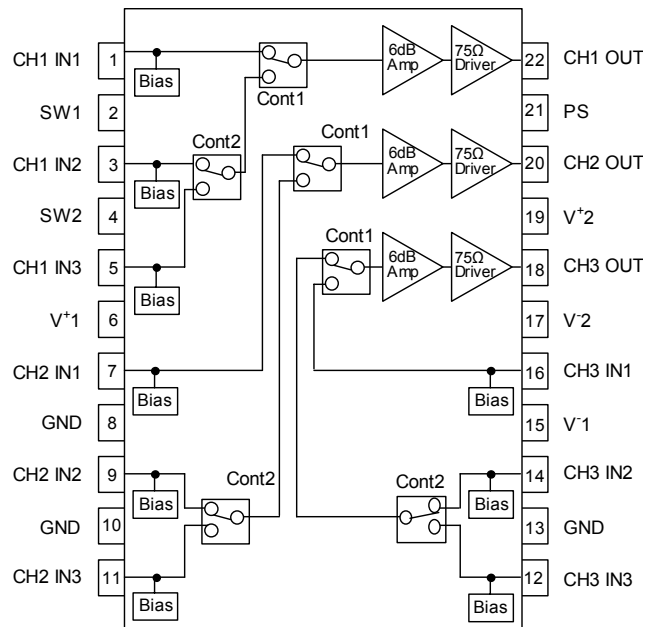 CH1 IN1
1
Bias
Cont1
6dB
Amp
75Ω
Driver
22
CH1 OUT
SW1
2
21
PS
CH1 IN2
3
Bias
Cont2
Cont1
6dB
Amp
75Ω
Driver
20
CH2 OUT
SW2
4
19
V⁺2
CH1 IN3
5
Bias
Cont1
6dB
Amp
75Ω
Driver
18
CH3 OUT
V⁺1
6
17
V⁻2
CH2 IN1
7
Bias
Bias
16
CH3 IN1
GND
8
15
V⁻1
CH2 IN2
9
Bias
Cont2
Cont2
Bias
14
CH3 IN2
GND
10
13
GND
CH2 IN3
11
Bias
Bias
12
CH3 IN3